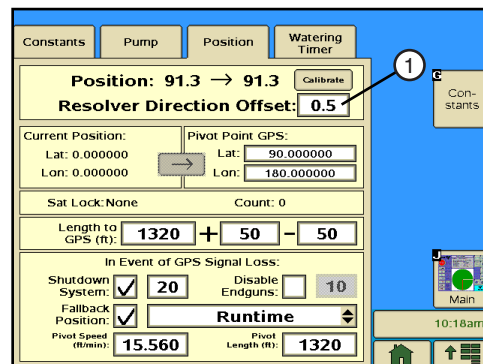 Constants
Pump
Position
Watering
Timer
1
Position: 91.3 → 91.3
Calibrate
Resolver Direction Offset: 0.5
G
Con-
stants
Current Position:
Lat: 0.000000
Lon: 0.000000
→
Pivot Point GPS:
Lat: 90.000000
Lon: 180.000000
Sat Lock: None
Count: 0
Length to
GPS (ft): 1320 + 50 - 50
In Event of GPS Signal Loss:
Shutdown
System: 20
Disable
Endguns: 10
Fallback
Position: Runtime
Pivot Speed
(ft/min): 15.560
Pivot
Length (ft): 1320
J
Main
10:18am